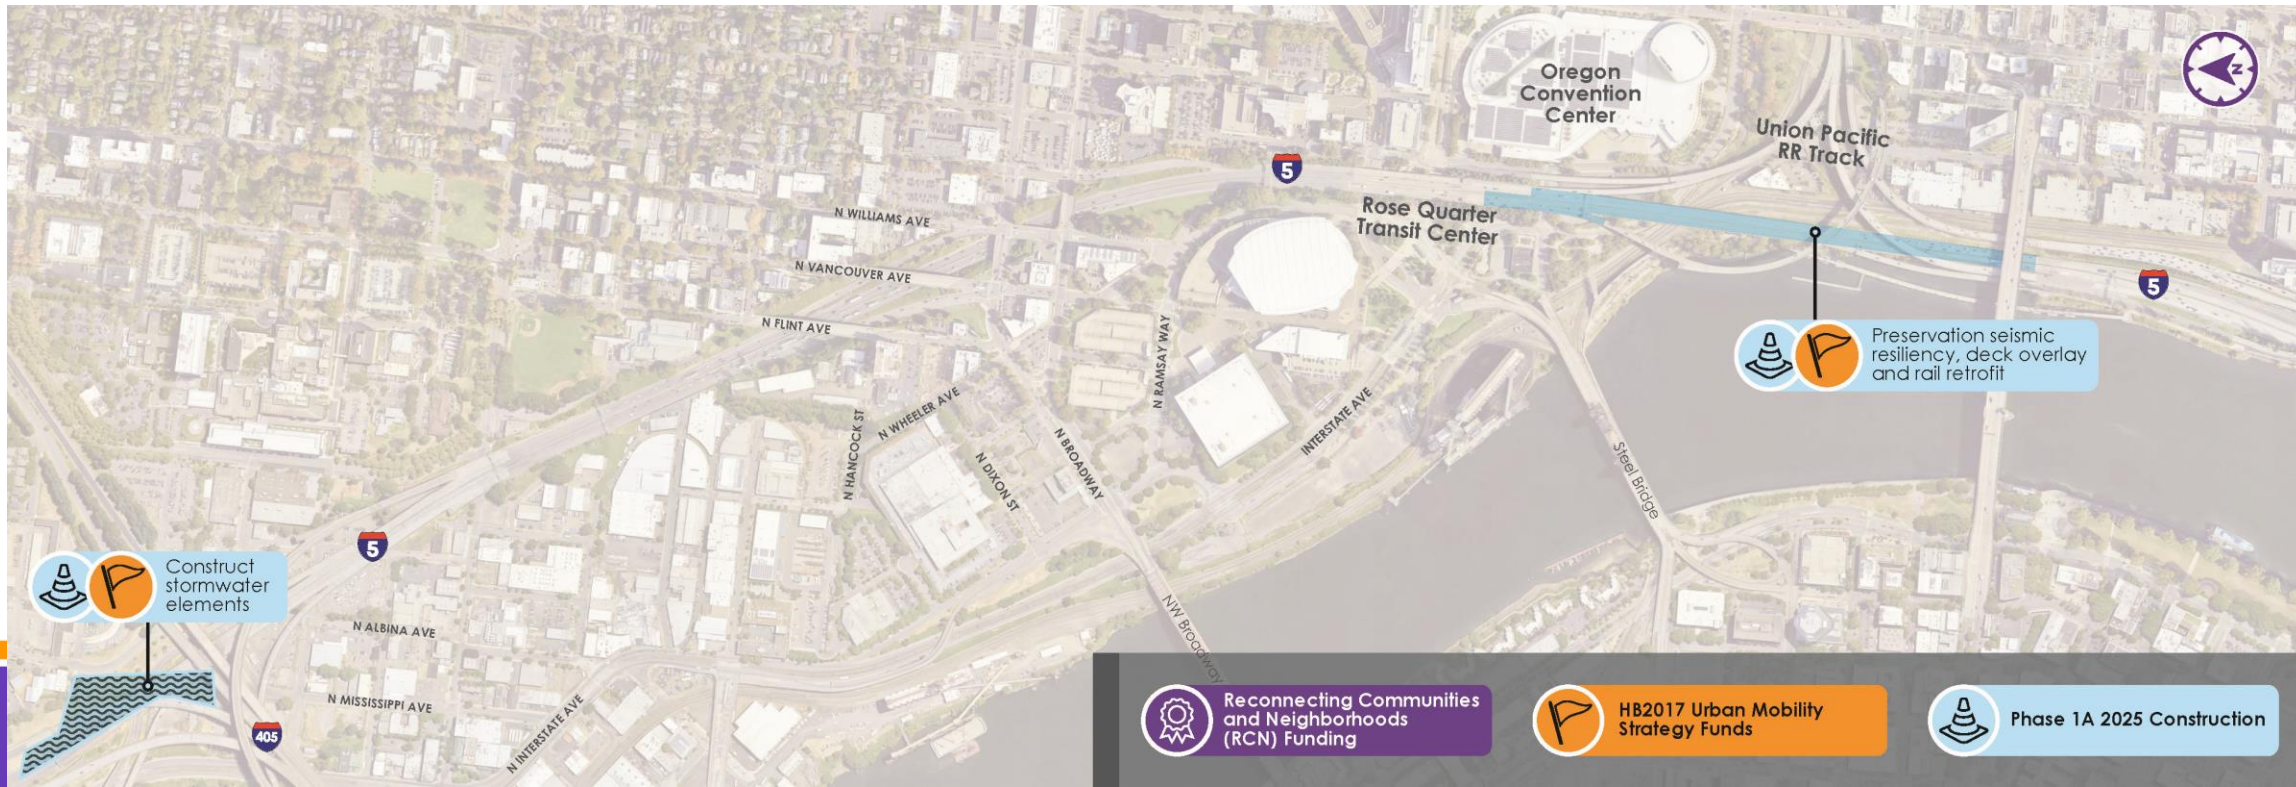 Oregon
Convention
Center
Union Pacific
RR Track
N
5
Rose Quarter
Transit Center
N WILLIAMS AVE
N VANCOUVER AVE
5
N FLINT AVE
N RAMSAY WAY
Preservation seismic
resiliency, deck overlay
and rail retrofit
N HANCOCK ST
N WHEELER AVE
N DIXON ST
N BROADWAY
INTERSTATE AVE
Steel Bridge
5
Construct
stormwater
elements
N ALBINA AVE
NW Broadway
N MISSISSIPPI AVE
405
N INTERSTATE AVE
Reconnecting Communities
and Neighborhoods
(RCN) Funding
HB2017 Urban Mobility
Strategy Funds
Phase 1A 2025 Construction